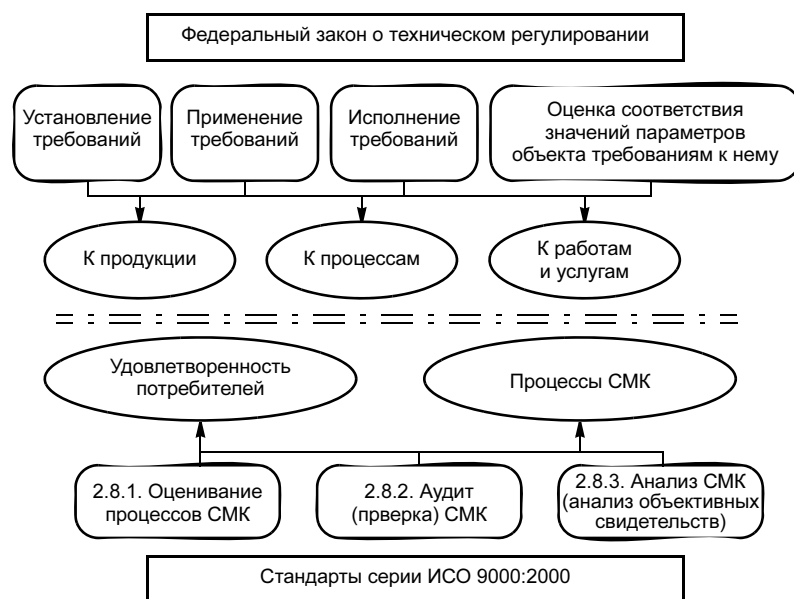 Федеральный закон о техническом регулировании
Установление
требований
Применение
требований
Исполнение
требований
Оценка соответствия
значений параметров
объекта требованиям к нему
К продукции
К процессам
К работам
и услугам
Удовлетворенность
потребителей
Процессы СМК
2.8.1. Оценивание
процессов СМК
2.8.2. Аудит
(прверка) СМК
2.8.3. Анализ СМК
(анализ объективных
свидетельств)
Стандарты серии ИСО 9000:2000